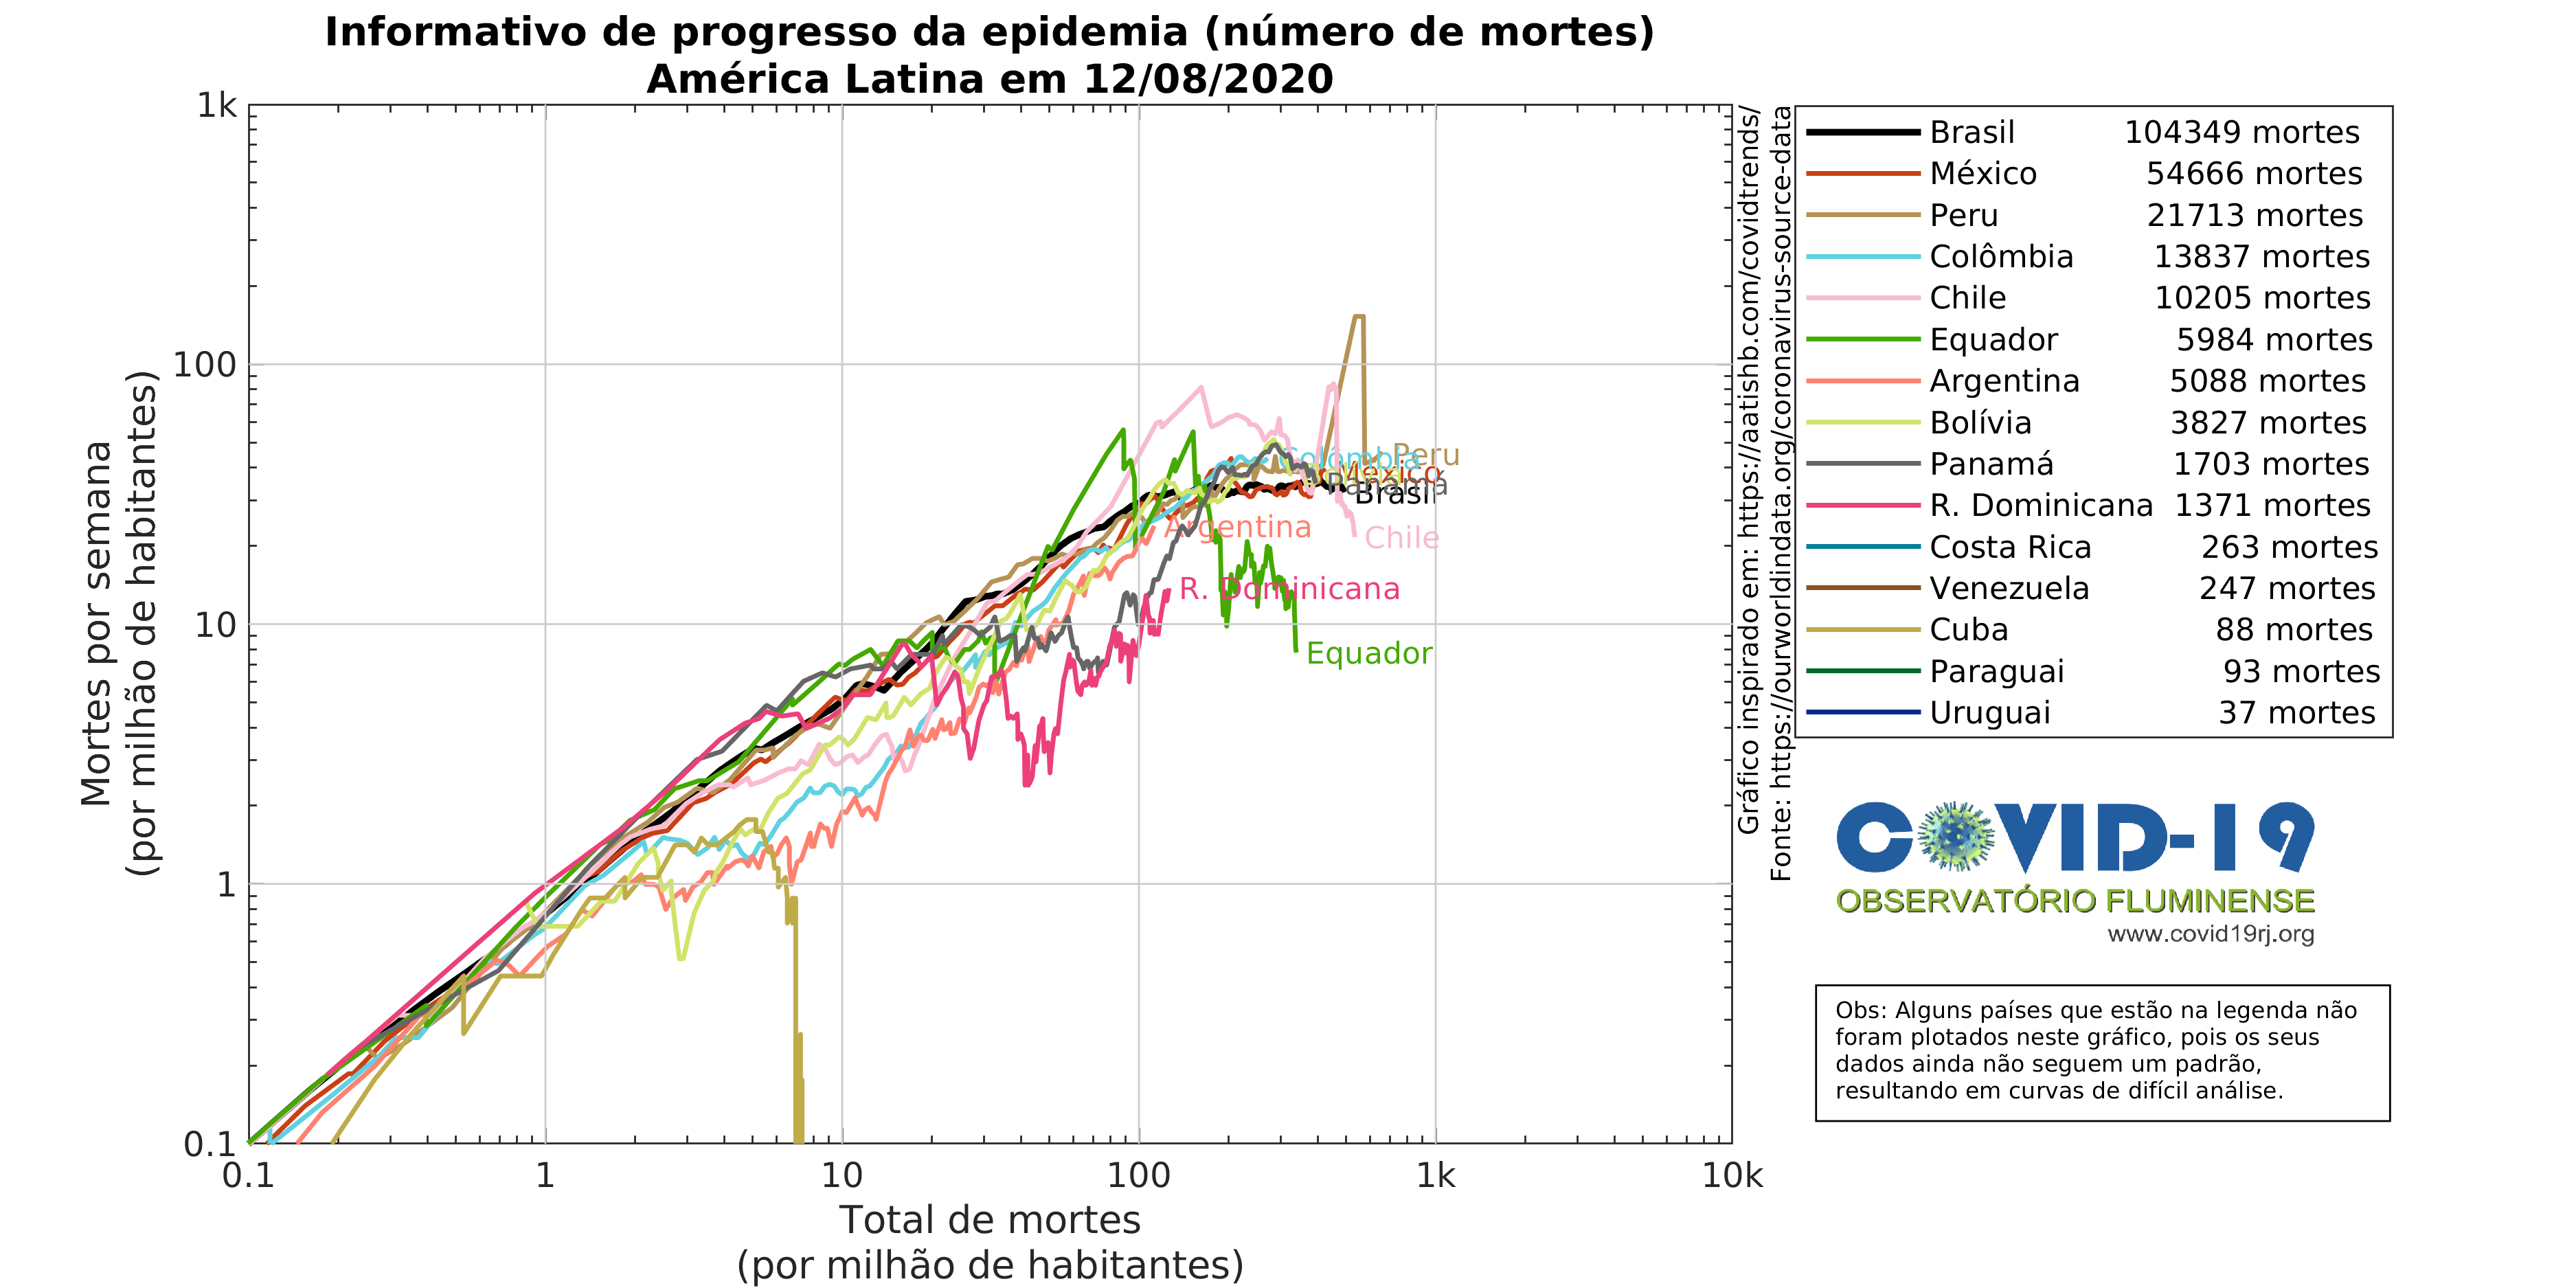 Informativo de progresso da epidemia (número de mortes)
América Latina em 12/08/2020
Mortes por semana
(por milhão de habitantes)
1k
100
10
1
0.1
0.1
1
10
100
1k
10k
Total de mortes
(por milhão de habitantes)
Colômbia
Peru
México
Panamá
Brasil
Argentina
Chile
R. Dominicana
Equador
Gráfico inspirado em: https://aatishb.com/covidtrends/
Fonte: https://ourworldindata.org/coronavirus-source-data
Brasil 104349 mortes
México 54666 mortes
Peru 21713 mortes
Colômbia 13837 mortes
Chile 10205 mortes
Equador 5984 mortes
Argentina 5088 mortes
Bolívia 3827 mortes
Panamá 1703 mortes
R. Dominicana 1371 mortes
Costa Rica 263 mortes
Venezuela 247 mortes
Cuba 88 mortes
Paraguai 93 mortes
Uruguai 37 mortes
COVID-19
OBSERVATÓRIO FLUMINENSE
www.covid19rj.org
Obs: Alguns países que estão na legenda não
foram plotados neste gráfico, pois os seus
dados ainda não seguem um padrão,
resultando em curvas de difícil análise.